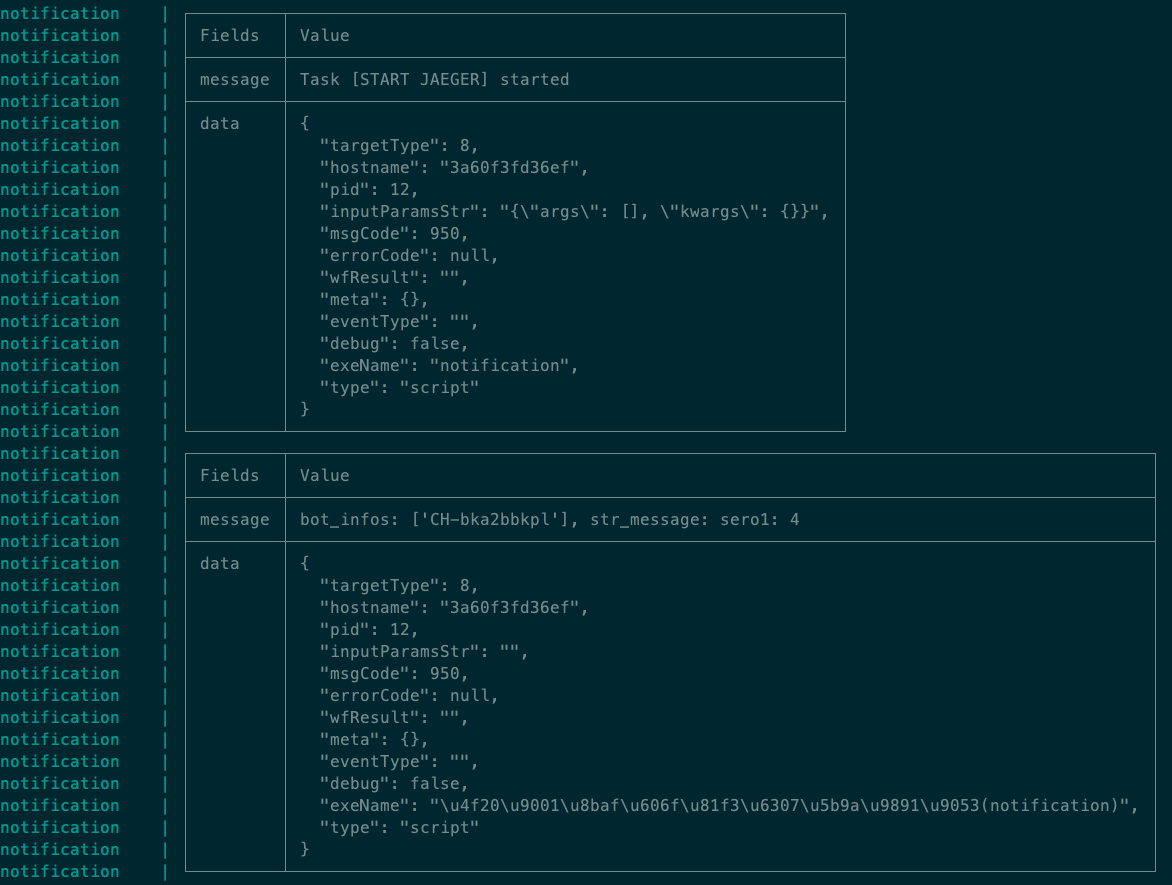 notification |
notification | Fields Value
notification |
notification | message Task [START JAEGER] started
notification |
notification | data {
notification | "targetType": 8,
notification | "hostname": "3a60f3fd36ef",
notification | "pid": 12,
notification | "inputParamsStr": "{\"args\": [], \"kwargs\": {}}",
notification | "msgCode": 950,
notification | "errorCode": null,
notification | "wfResult": "",
notification | "meta": {},
notification | "eventType": "",
notification | "debug": false,
notification | "exeName": "notification",
notification | "type": "script"
notification | }
notification |
notification |
notification | Fields Value
notification |
notification | message bot_infos: ['CH-bka2bbkpl'], str_message: sero1: 4
notification |
notification | data {
notification | "targetType": 8,
notification | "hostname": "3a60f3fd36ef",
notification | "pid": 12,
notification | "inputParamsStr": "",
notification | "msgCode": 950,
notification | "errorCode": null,
notification | "wfResult": "",
notification | "meta": {},
notification | "eventType": "",
notification | "debug": false,
notification | "exeName": "\u4f20\u9001\u8baf\u606f\u81f3\u6307\u5b9a\u9891\u9053(notification)",
notification | "type": "script"
notification | }
notification |